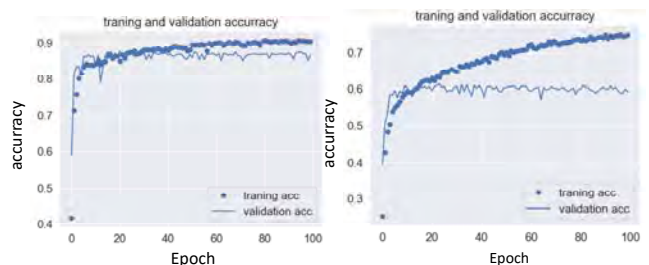 traning and validation accurracy
accurracy
0.9
0.8
0.7
0.6
0.5
0.4
0
20
40
60
80
100
traning acc
validation acc
Epoch
traning and validation accurracy
accurracy
0.7
0.6
0.5
0.4
0.3
0
20
40
60
80
100
traning acc
validation acc
Epoch